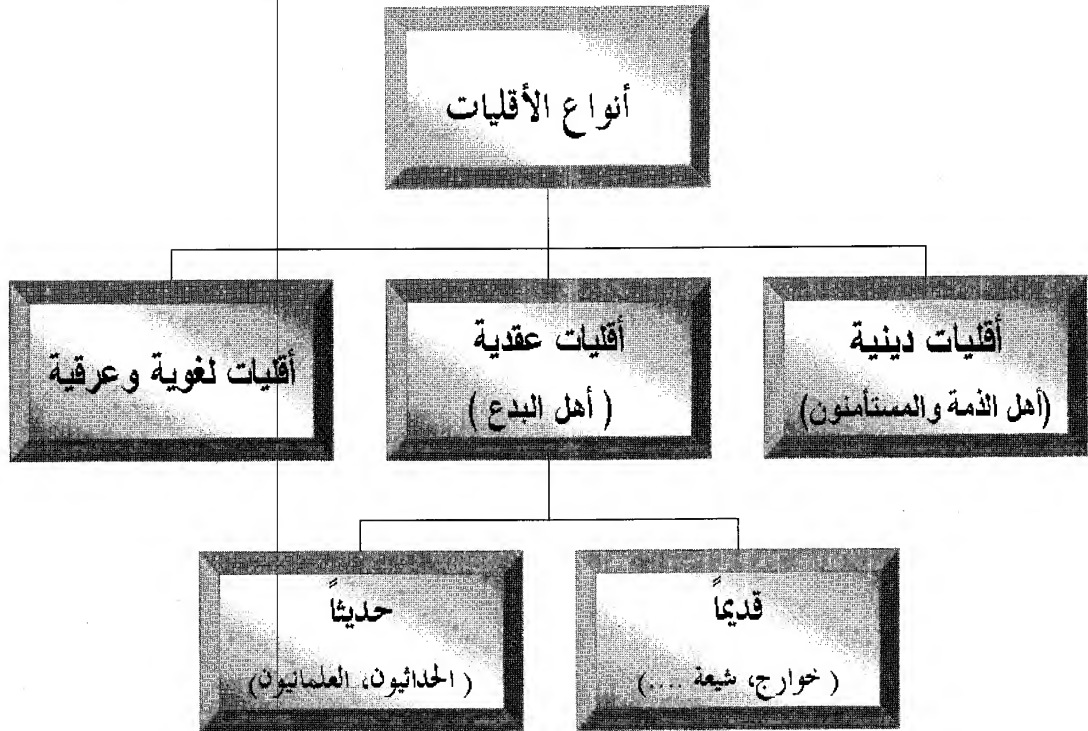 أنواع الأقليات
أقليات دينية
(أهل الذمة والمستأمنون)
أقليات عقدية
( أهل البدع )
أقليات لغوية وعرقية
قديماً
( خوارج، شيعة ....)
حديثاً
( الحداثيون، العلمانيون)